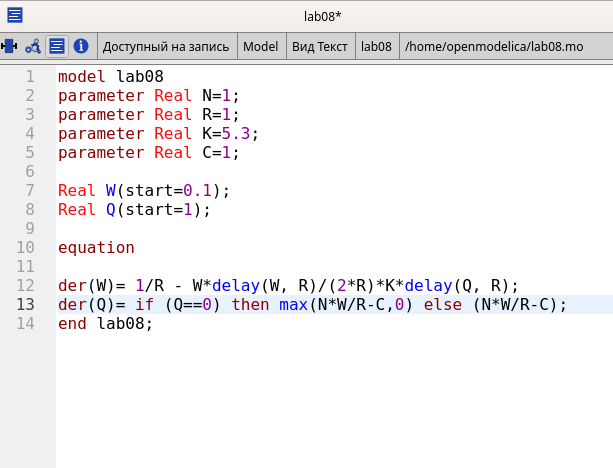 lab08*
Доступный на запись Model Вид Текст lab08 /home/openmodelica/lab08.mo
1 model lab08
2 parameter Real N=1;
3 parameter Real R=1;
4 parameter Real K=5.3;
5 parameter Real C=1;
6
7 Real W(start=0.1);
8 Real Q(start=1);
9
10 equation
11
12 der(W)= 1/R - W*delay(W, R)/(2*R)*K*delay(Q, R);
13 der(Q)= if (Q==0) then max(N*W/R-C,0) else (N*W/R-C);
14 end lab08;